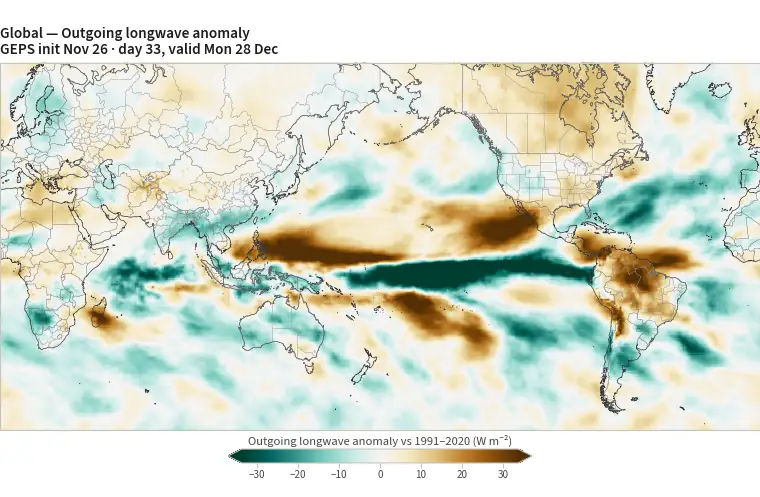 Global — Outgoing longwave anomaly
GEPS init Nov 26 · day 33, valid Mon 28 Dec
Outgoing longwave anomaly vs 1991–2020 (W m⁻²)
−30 −20 −10 0 10 20 30